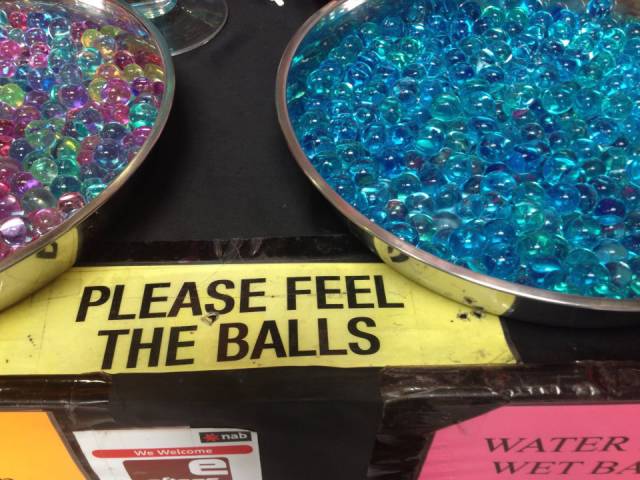 PLEASE FEEL
THE BALLS
nab
We Welcome
e
WATER
WET BA